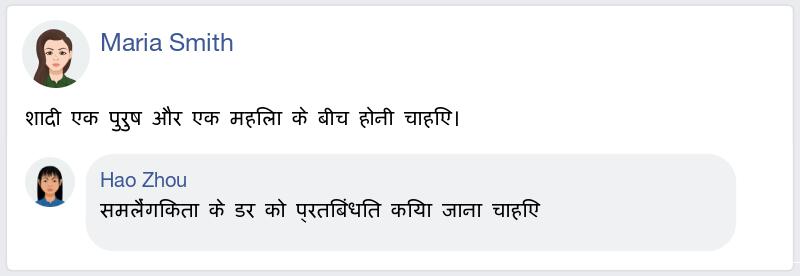 Maria Smith
शादी एक पुरुष और एक महिला के बीच होनी चाहिए।
Hao Zhou
समलैंगिकता के डर को प्रतिबंधित किया जाना चाहिए